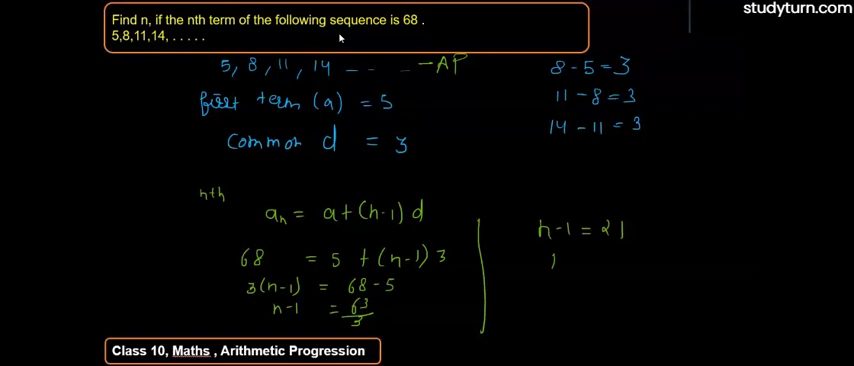 studyturn.com
Find n, if the nth term of the following sequence is 68 .
5,8,11,14, . . . . .
5, 8, 11, 14 -- -- → AP
first term (a) = 5
common d = 3
8 - 5 = 3
11 - 8 = 3
14 - 11 = 3
nth
an = a + (n-1) d
68 = 5 + (n-1) 3
3(n-1) = 68 - 5
n-1 = 63/3
n-1 = 21
Class 10, Maths , Arithmetic Progression